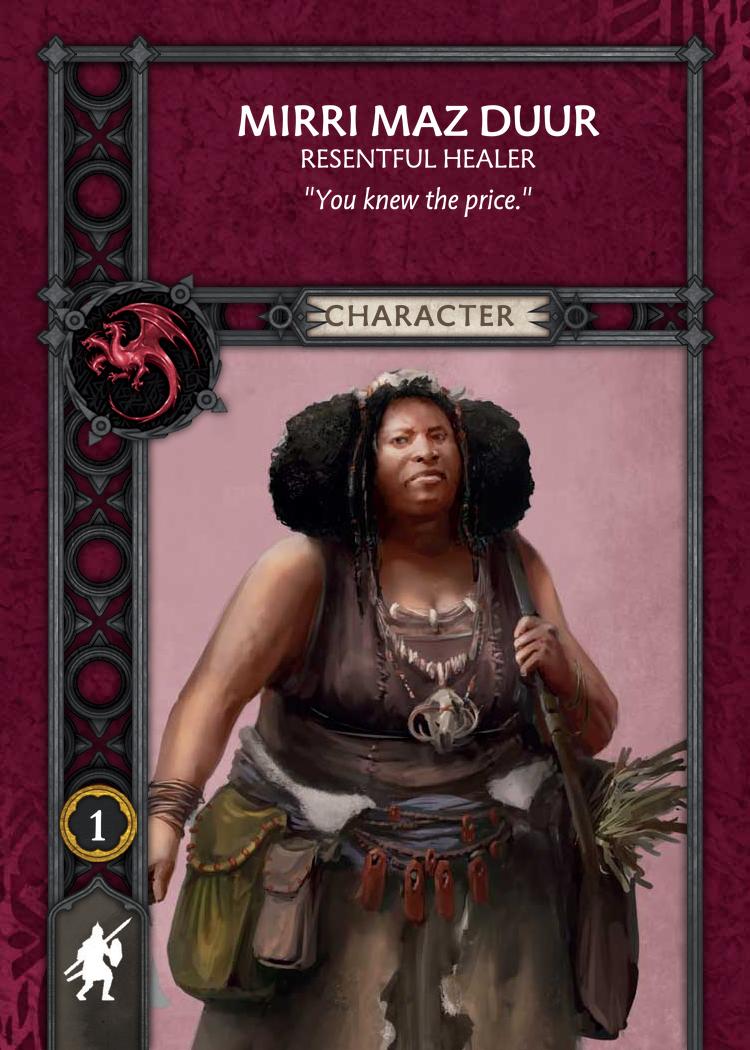 MIRRI MAZ DUUR
RESENTFUL HEALER
"You knew the price."
CHARACTER
1